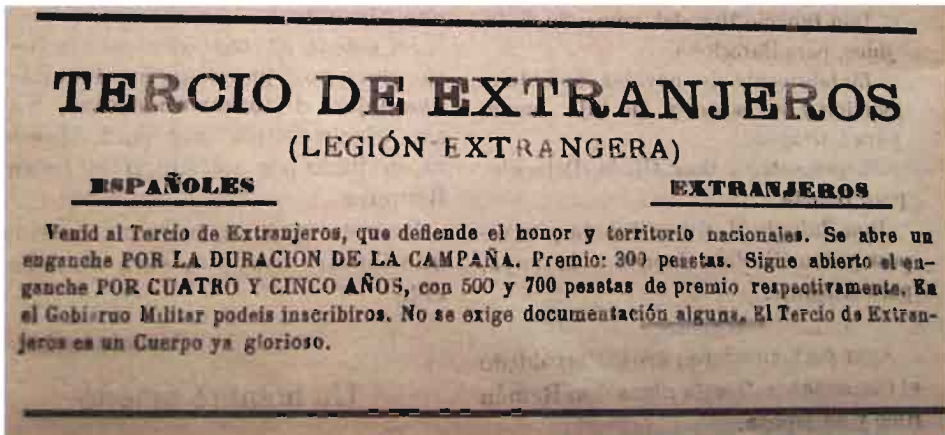 TERCIO DE EXTRANJEROS
(LEGIÓN EXTRANGERA)
ESPAÑOLES EXTRANJEROS
Venid al Tercio de Extranjeros, que defiende el honor y territorio nacionales. Se abre un
enganche POR LA DURACION DE LA CAMPAÑA. Premio: 300 pesetas. Sigue abierto el en-
ganche POR CUATRO Y CINCO AÑOS, con 500 y 700 pesetas de premio respectivamente. En
el Gobierno Militar podeis inscribiros. No se exige documentación alguna. El Tercio de Extran-
jeros es un Cuerpo ya glorioso.